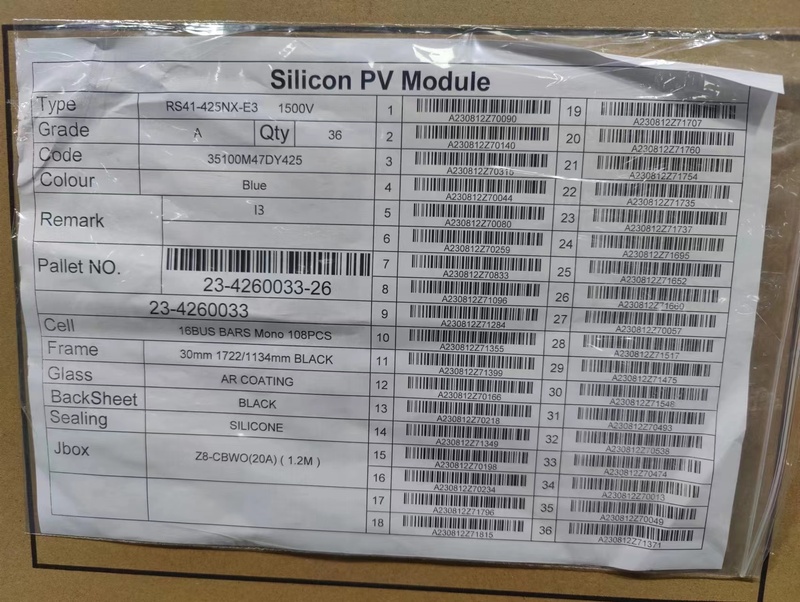 Silicon PV Module
Type RS41-425NX-E3 1500V
Grade A Qty 36
Code 35100M47DY425
Colour Blue
Remark I3
Pallet NO. 23-4260033-26
23-4260033
Cell 16BUS BARS Mono 108PCS
Frame 30mm 1722/1134mm BLACK
Glass AR COATING
BackSheet BLACK
Sealing SILICONE
Jbox Z8-CBWO(20A) ( 1.2M )
1 A230812Z70090
2 A230812Z70140
3 A230812Z70315
4 A230812Z70044
5 A230812Z70080
6 A230812Z70259
7 A230812Z70833
8 A230812Z71096
9 A230812Z71284
10 A230812Z71355
11 A230812Z71399
12 A230812Z70166
13 A230812Z70218
14 A230812Z71349
15 A230812Z70198
16 A230812Z70234
17 A230812Z71796
18 A230812Z71815
19 A230812Z71707
20 A230812Z71760
21 A230812Z71754
22 A230812Z71735
23 A230812Z71737
24 A230812Z71695
25 A230812Z71652
26 A230812Z71660
27 A230812Z70057
28 A230812Z71517
29 A230812Z71475
30 A230812Z71548
31 A230812Z70493
32 A230812Z70538
33 A230812Z70474
34 A230812Z70013
35 A230812Z70049
36 A230812Z71371